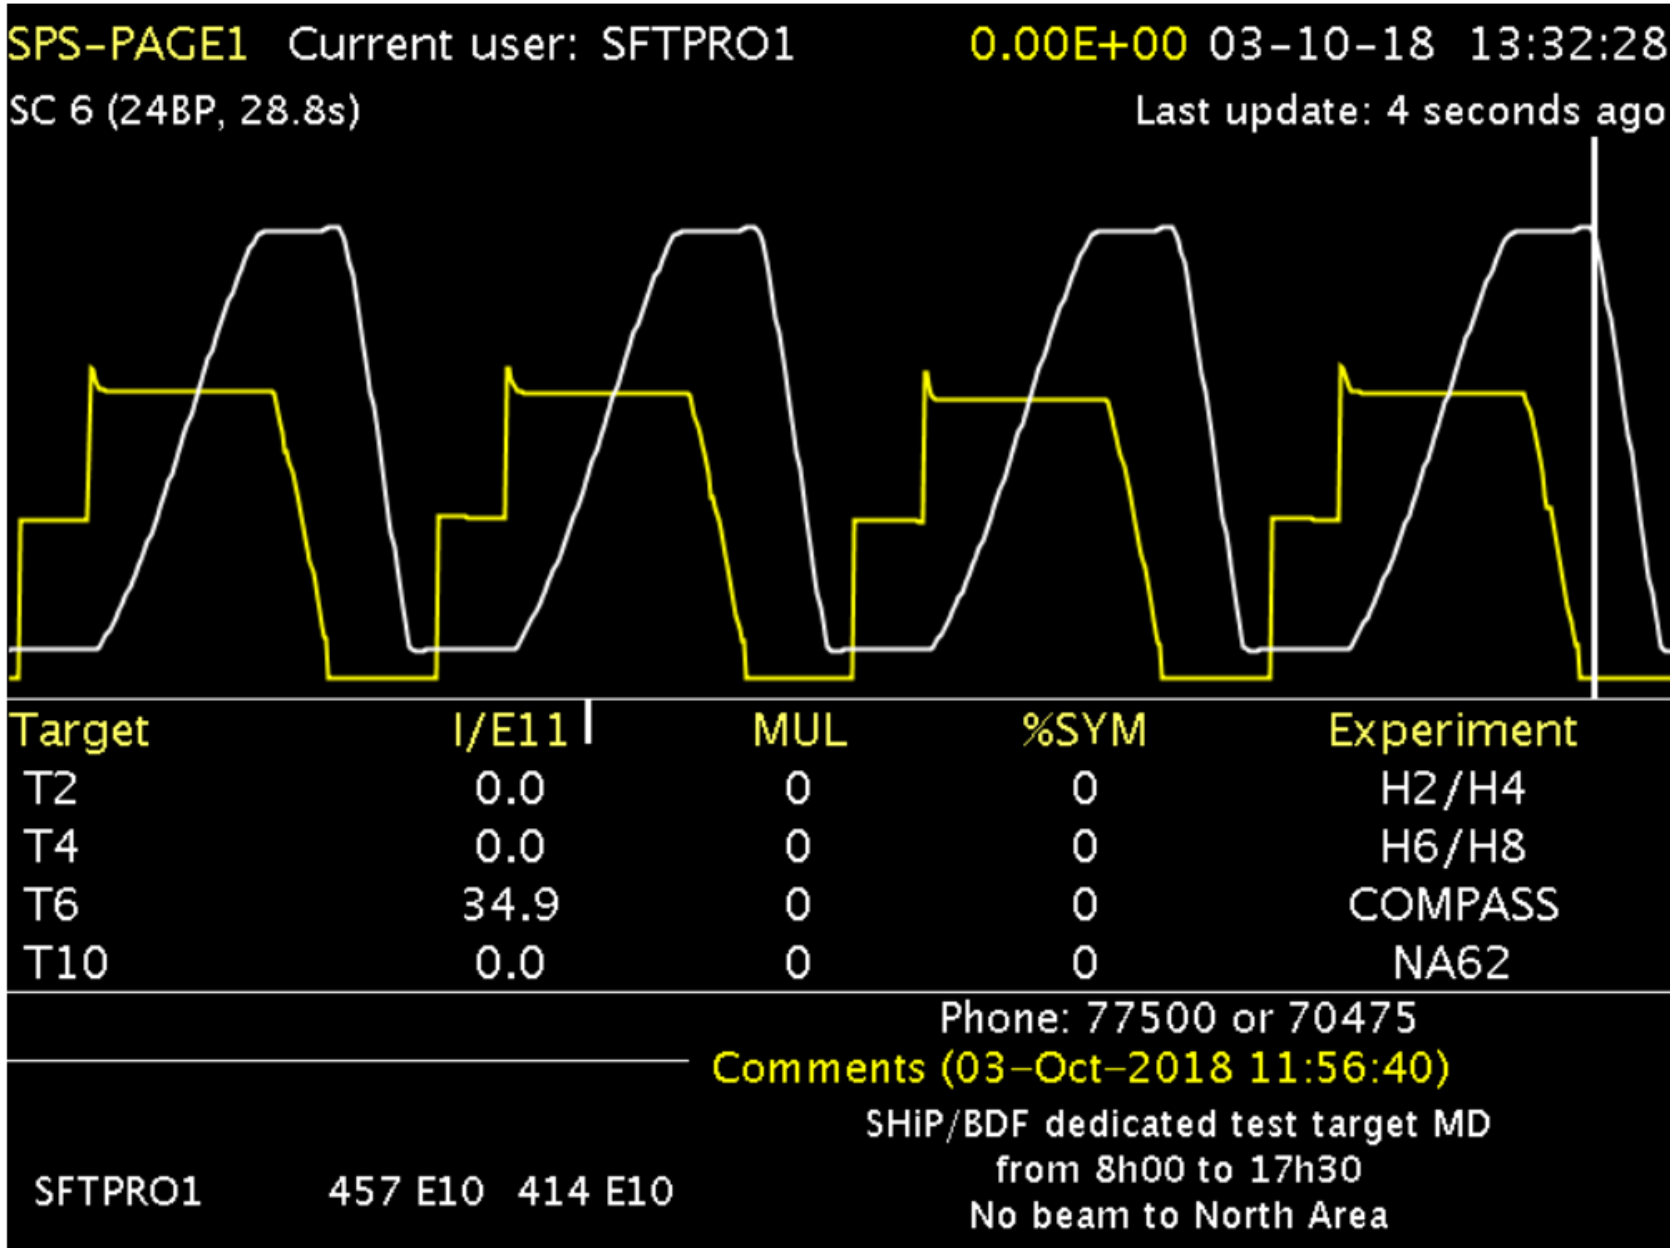 SPS-PAGE1 Current user: SFTPRO1 0.00E+00 03-10-18 13:32:28
SC 6 (24BP, 28.8s) Last update: 4 seconds ago
Target I/E11 MUL %SYM Experiment
T2 0.0 0 0 H2/H4
T4 0.0 0 0 H6/H8
T6 34.9 0 0 COMPASS
T10 0.0 0 0 NA62
Phone: 77500 or 70475
Comments (03-Oct-2018 11:56:40)
SHiP/BDF dedicated test target MD
from 8h00 to 17h30
SFTPRO1 457 E10 414 E10
No beam to North Area